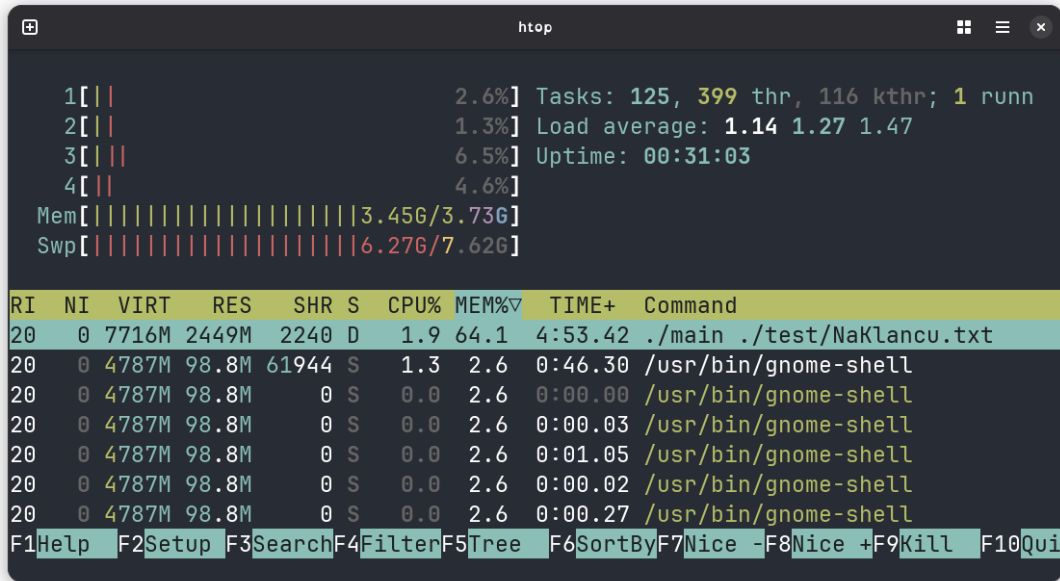 htop
1[|| 2.6%] Tasks: 125, 399 thr, 116 kthr; 1 runn
2[|| 1.3%] Load average: 1.14 1.27 1.47
3[||| 6.5%] Uptime: 00:31:03
4[|| 4.6%]
Mem[||||||||||||||||||||3.45G/3.73G]
Swp[||||||||||||||||||||6.27G/7.62G]
RI NI VIRT RES SHR S CPU% MEM%▽ TIME+ Command
20 0 7716M 2449M 2240 D 1.9 64.1 4:53.42 ./main ./test/NaKlancu.txt
20 0 4787M 98.8M 61944 S 1.3 2.6 0:46.30 /usr/bin/gnome-shell
20 0 4787M 98.8M 0 S 0.0 2.6 0:00.00 /usr/bin/gnome-shell
20 0 4787M 98.8M 0 S 0.0 2.6 0:00.03 /usr/bin/gnome-shell
20 0 4787M 98.8M 0 S 0.0 2.6 0:01.05 /usr/bin/gnome-shell
20 0 4787M 98.8M 0 S 0.0 2.6 0:00.02 /usr/bin/gnome-shell
20 0 4787M 98.8M 0 S 0.0 2.6 0:00.27 /usr/bin/gnome-shell
F1Help F2Setup F3SearchF4FilterF5Tree F6SortByF7Nice -F8Nice +F9Kill F10Qui